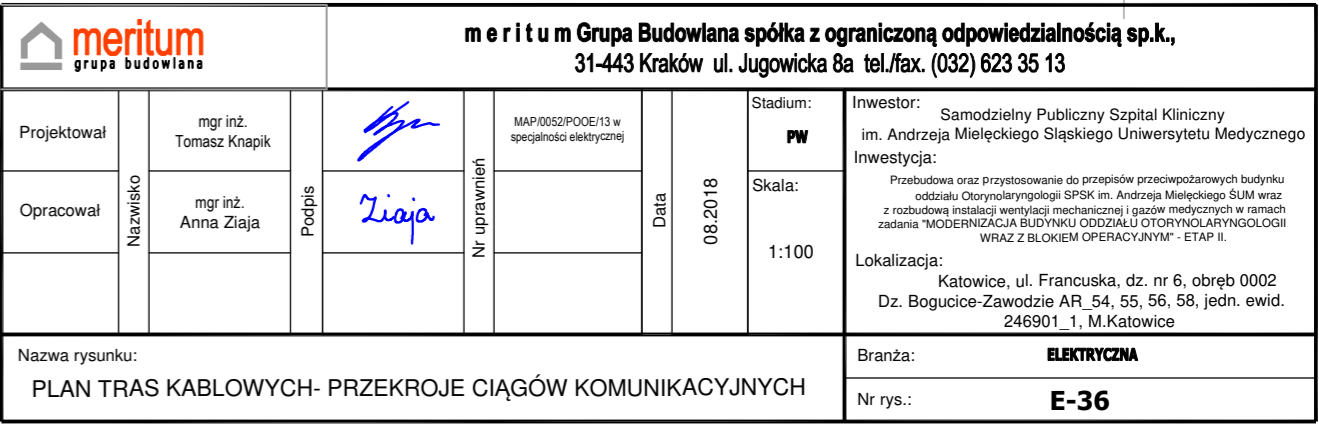 meritum
grupa budowlana
m e r i t u m Grupa Budowlana spółka z ograniczoną odpowiedzialnością sp.k.,
31-443 Kraków ul. Jugowicka 8a tel./fax. (032) 623 35 13
Projektował
Nazwisko
mgr inż.
Tomasz Knapik
Podpis
Nr uprawnień
MAP/0052/POOE/13 w
specjalności elektrycznej
Data
08.2018
Stadium:
PW
Opracował
mgr inż.
Anna Ziaja
Ziaja
Skala:
1:100
Inwestor:
Samodzielny Publiczny Szpital Kliniczny
im. Andrzeja Mielęckiego Sląskiego Uniwersytetu Medycznego
Inwestycja:
Przebudowa oraz przystosowanie do przepisów przeciwpożarowych budynku
oddziału Otorynolaryngologii SPSK im. Andrzeja Mielęckiego ŚUM wraz
z rozbudową instalacji wentylacji mechanicznej i gazów medycznych w ramach
zadania "MODERNIZACJA BUDYNKU ODDZIAŁU OTORYNOLARYNGOLOGII
WRAZ Z BLOKIEM OPERACYJNYM" - ETAP II.
Lokalizacja:
Katowice, ul. Francuska, dz. nr 6, obręb 0002
Dz. Bogucice-Zawodzie AR_54, 55, 56, 58, jedn. ewid.
246901_1, M.Katowice
Nazwa rysunku:
PLAN TRAS KABLOWYCH- PRZEKROJE CIĄGÓW KOMUNIKACYJNYCH
Branża:
ELEKTRYCZNA
Nr rys.:
E-36